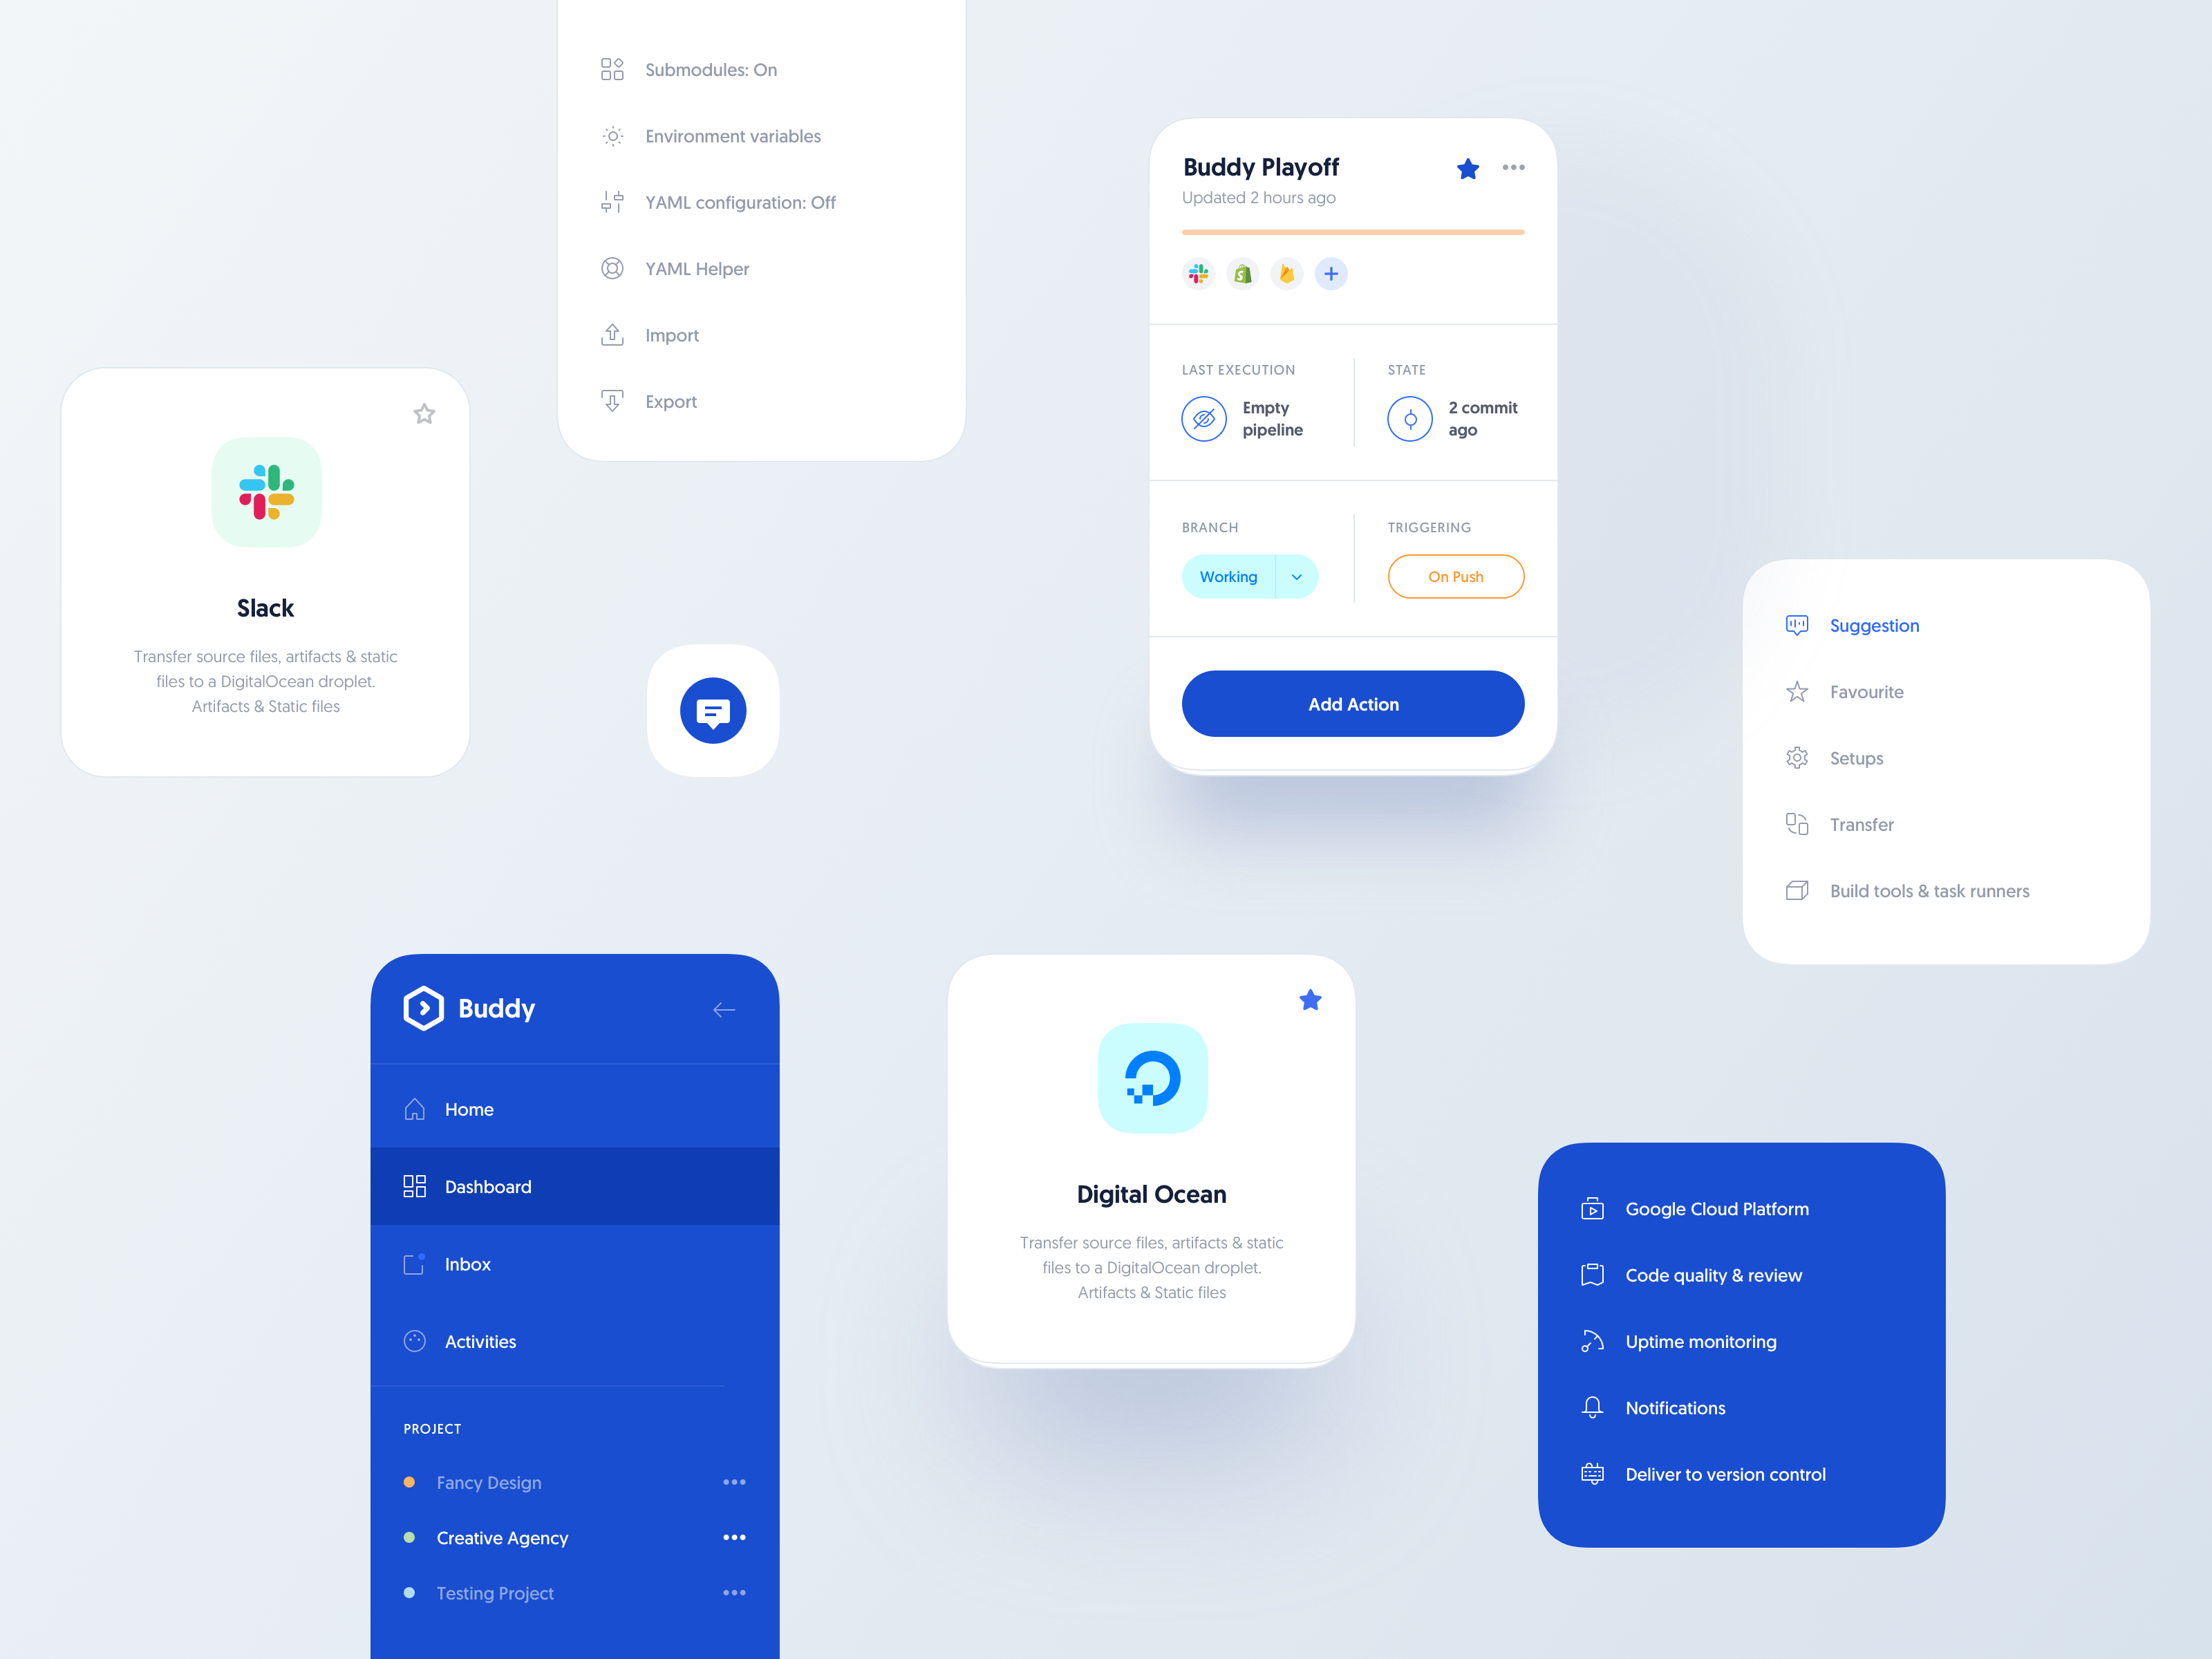 Submodules: On
Environment variables
YAML configuration: Off
YAML Helper
Import
Export
Buddy Playoff
Updated 2 hours ago
LAST EXECUTION
Empty
pipeline
STATE
2 commit
ago
BRANCH
Working
TRIGGERING
On Push
Add Action
Slack
Transfer source files, artifacts & static
files to a DigitalOcean droplet.
Artifacts & Static files
Suggestion
Favourite
Setups
Transfer
Build tools & task runners
Buddy
Home
Dashboard
Inbox
Activities
PROJECT
Fancy Design
Creative Agency
Testing Project
Digital Ocean
Transfer source files, artifacts & static
files to a DigitalOcean droplet.
Artifacts & Static files
Google Cloud Platform
Code quality & review
Uptime monitoring
Notifications
Deliver to version control